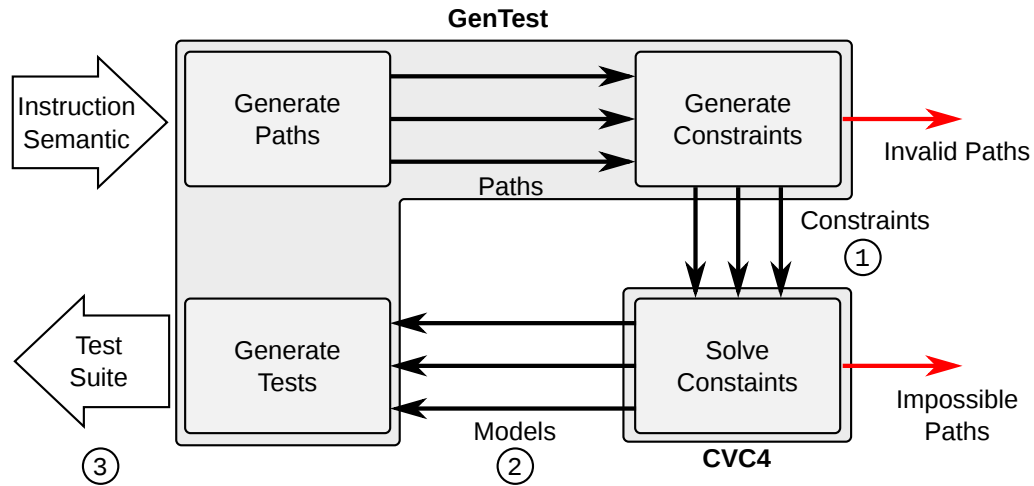 GenTest
Instruction
Semantic
Generate
Paths
Paths
Generate
Constraints
Invalid Paths
Constraints
1
Test
Suite
3
Generate
Tests
Models
2
Solve
Constaints
CVC4
Impossible
Paths